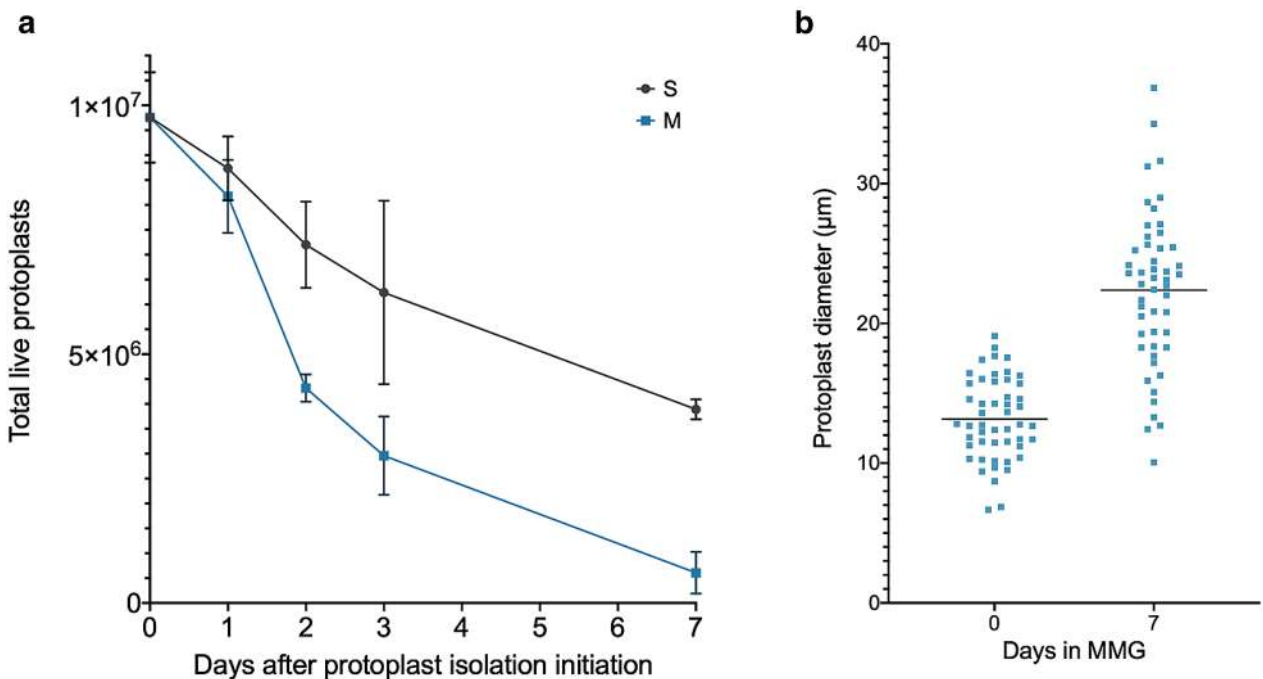 a
Total live protoplasts
1×10⁷
5×10⁶
0
0 1 2 3 4 5 6 7
Days after protoplast isolation initiation
S
M
b
Protoplast diameter (µm)
40
30
20
10
0
0 7
Days in MMG